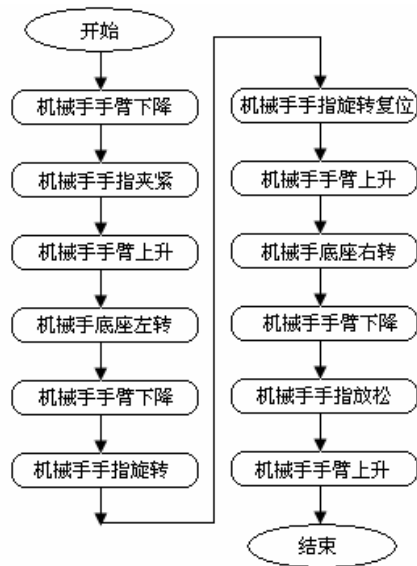 开始
机械手手臂下降
机械手手指夹紧
机械手手臂上升
机械手底座左转
机械手手臂下降
机械手手指旋转
机械手手指旋转复位
机械手手臂上升
机械手底座右转
机械手手臂下降
机械手手指放松
机械手手臂上升
结束